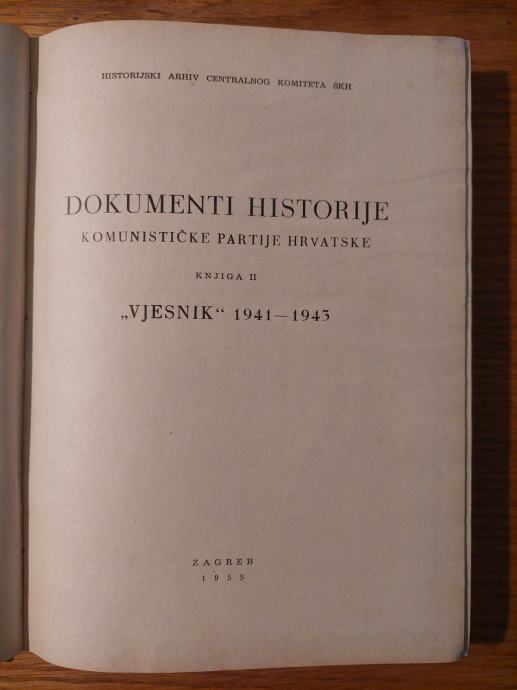 HISTORIJSKI ARHIV CENTRALNOG KOMITETA SKH
DOKUMENTI HISTORIJE
KOMUNISTIČKE PARTIJE HRVATSKE
KNJIGA II
„VJESNIK“ 1941—1943
ZAGREB
1955